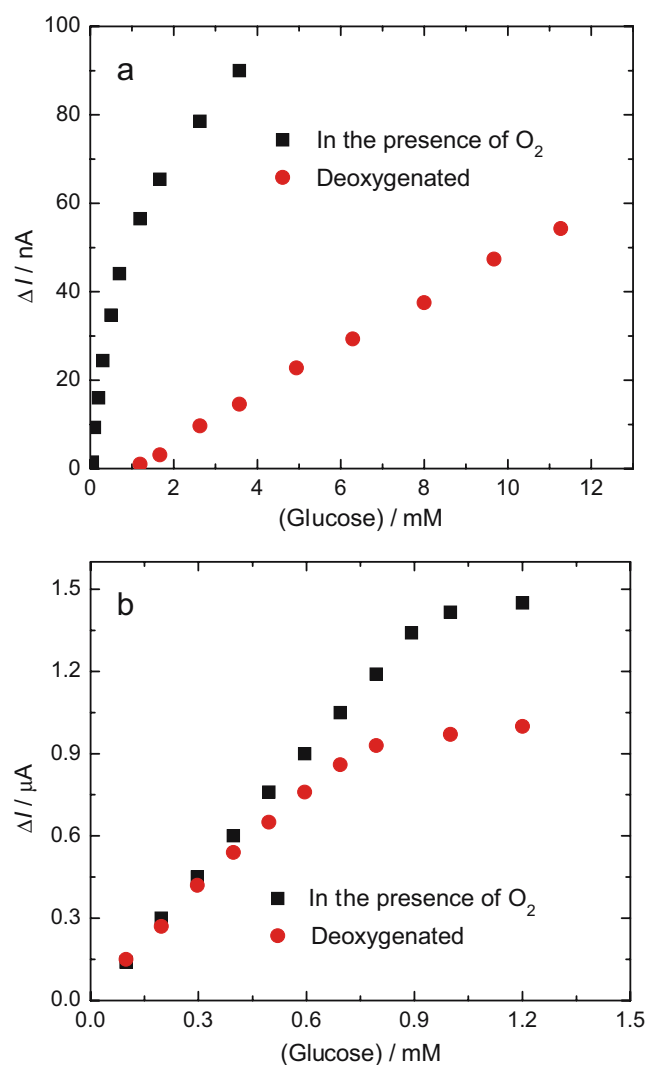 a
100
80
60
40
20
0
ΔI / nA
In the presence of O₂
Deoxygenated
0 2 4 6 8 10 12
(Glucose) / mM
b
1.5
1.2
0.9
0.6
0.3
0.0
ΔI / μA
In the presence of O₂
Deoxygenated
0.0 0.3 0.6 0.9 1.2 1.5
(Glucose) / mM